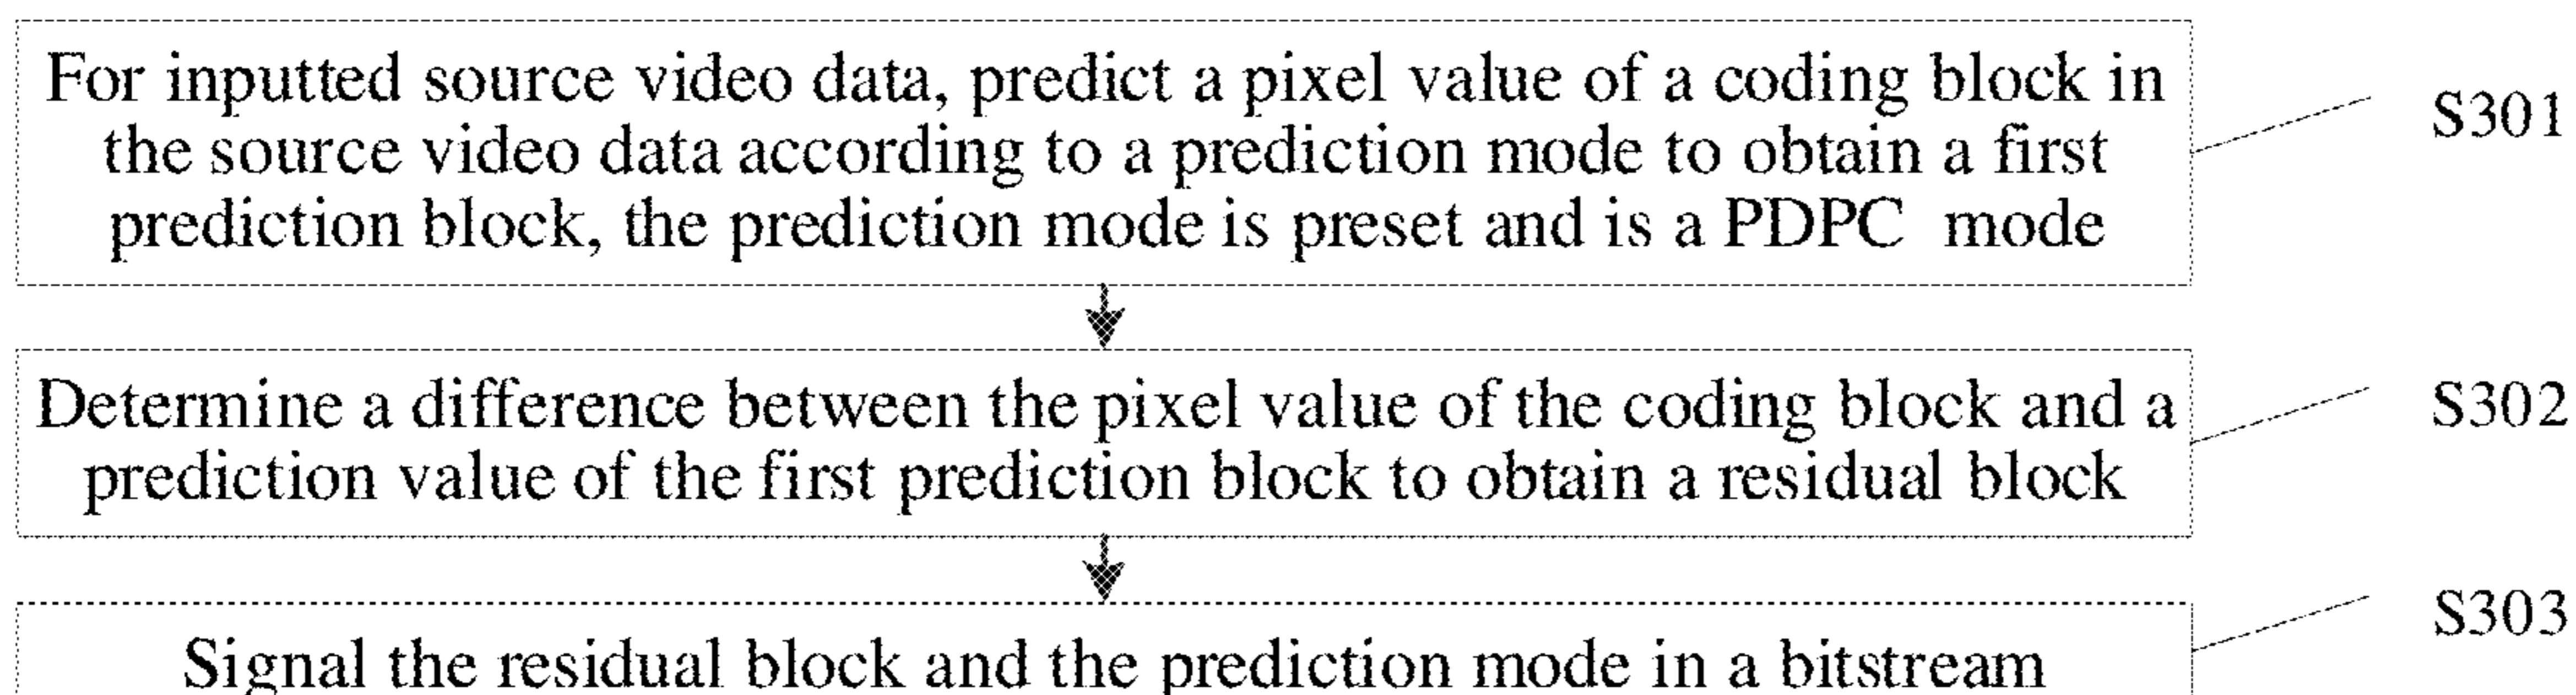 For inputted source video data, predict a pixel value of a coding block in
the source video data according to a prediction mode to obtain a first
prediction block, the prediction mode is preset and is a PDPC mode
S301
Determine a difference between the pixel value of the coding block and a
prediction value of the first prediction block to obtain a residual block
S302
Signal the residual block and the prediction mode in a bitstream
S303